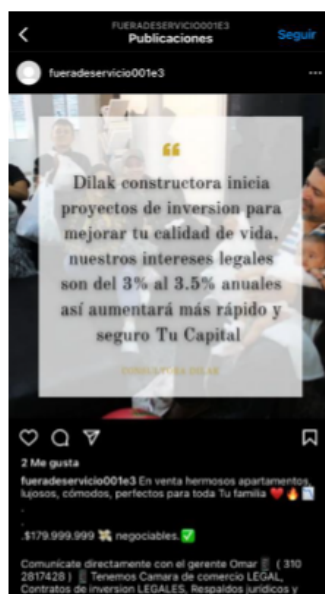 FUERADESERVICIO001E3
Publicaciones
Seguir
fueradeservicio001e3
“
Dilak constructora inicia
proyectos de inversion para
mejorar tu calidad de vida,
nuestros intereses legales
son del 3% al 3.5% anuales
así aumentará más rápido y
seguro Tu Capital
2 Me gusta
fueradeservicio001e3 En venta hermosos apartamentos,
lujosos, cómodos, perfectos para toda Tu familia ❤️🔥
.
.
.$179.999.999 💸 negociables.✅
Comunícate directamente con el gerente Omar ( 310
2817428 ) Tenemos Camara de comercio LEGAL,
Contratos de inversion LEGALES, Respaldos jurídicos y